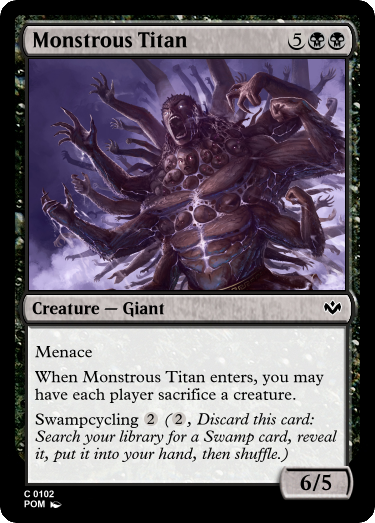 Monstrous Titan 5
Creature — Giant
Menace
When Monstrous Titan enters, you may
have each player sacrifice a creature.
Swampcycling 2 (2, Discard this card:
Search your library for a Swamp card, reveal
it, put it into your hand, then shuffle.)
6/5
C 0102
POM